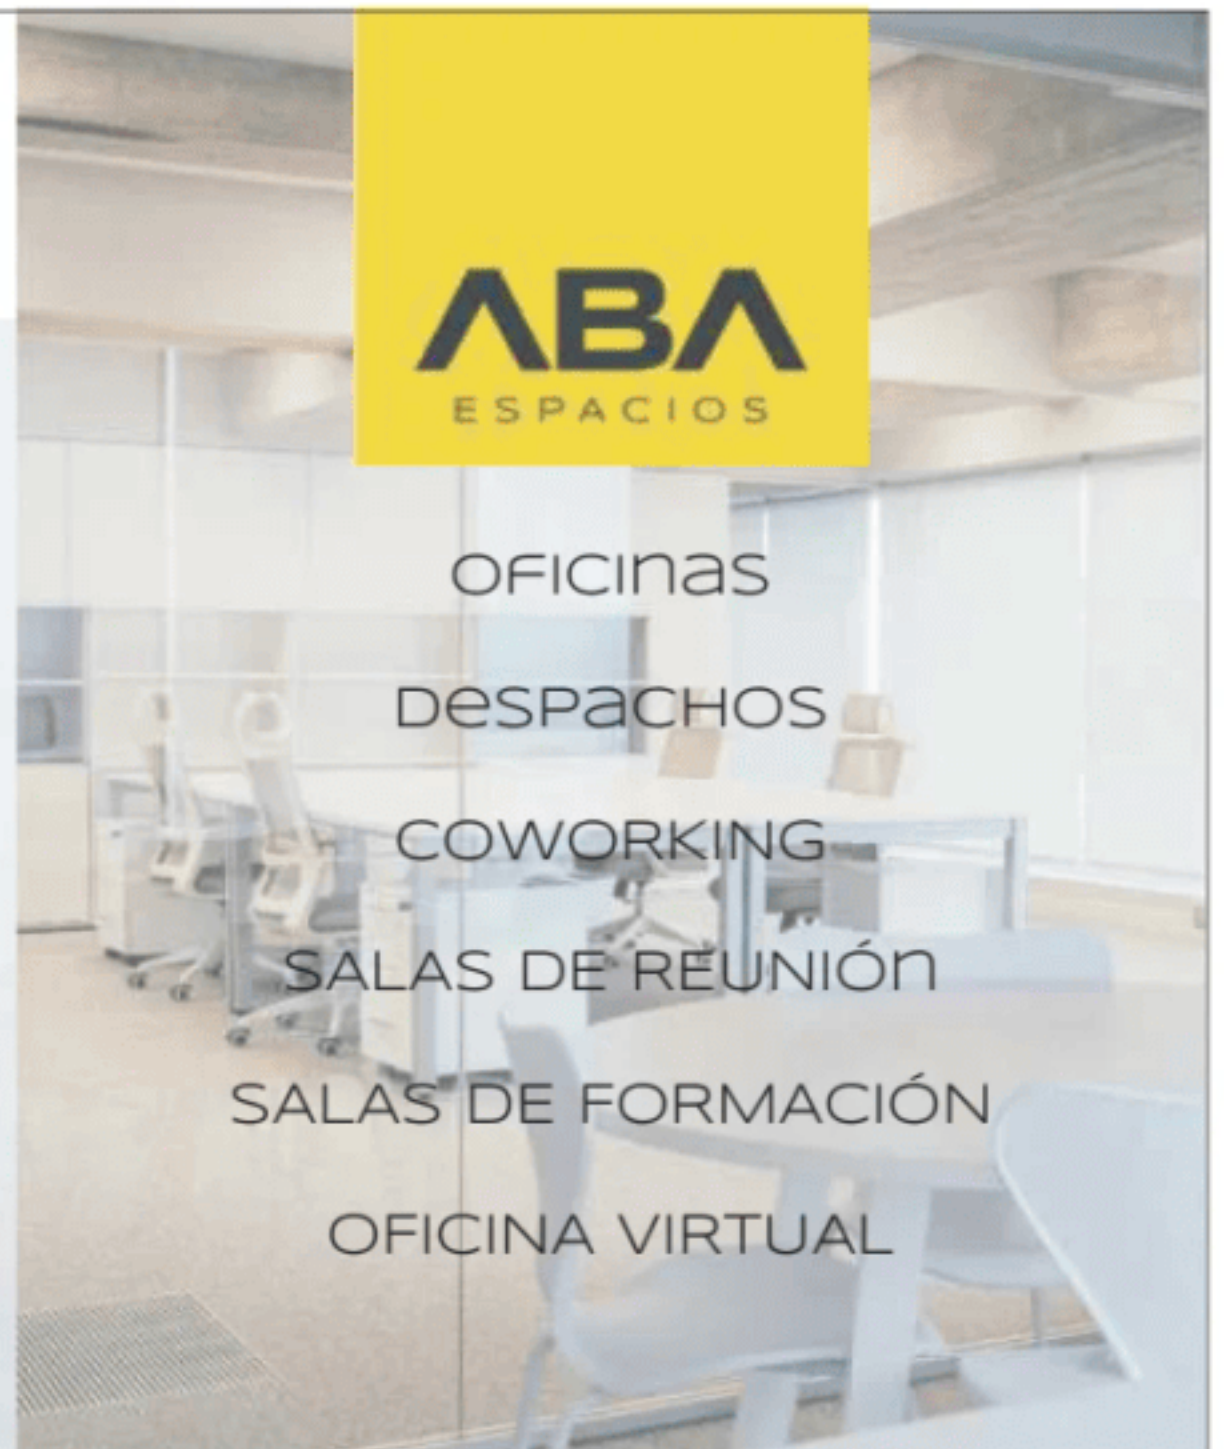 ABA
ESPACIOS
OFICInas
DesPaCHOS
COWORKING
SALAS DE REUNIÓn
SALAS DE FORMACIÓN
OFICINA VIRTUAL